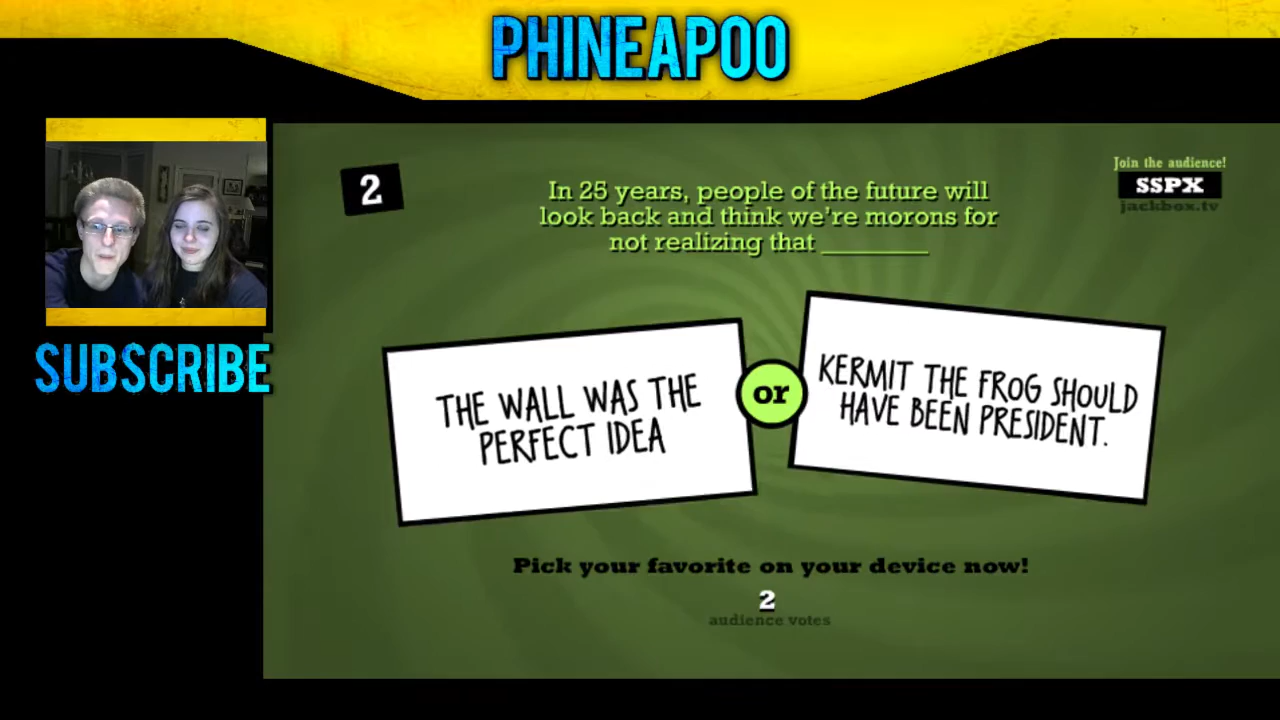 PHINEAPOO
SUBSCRIBE
2
In 25 years, people of the future will
look back and think we're morons for
not realizing that ________
Join the audience!
SSPX
jackbox.tv
THE WALL WAS THE
PERFECT IDEA
or
KERMIT THE FROG SHOULD
HAVE BEEN PRESIDENT.
Pick your favorite on your device now!
2
audience votes